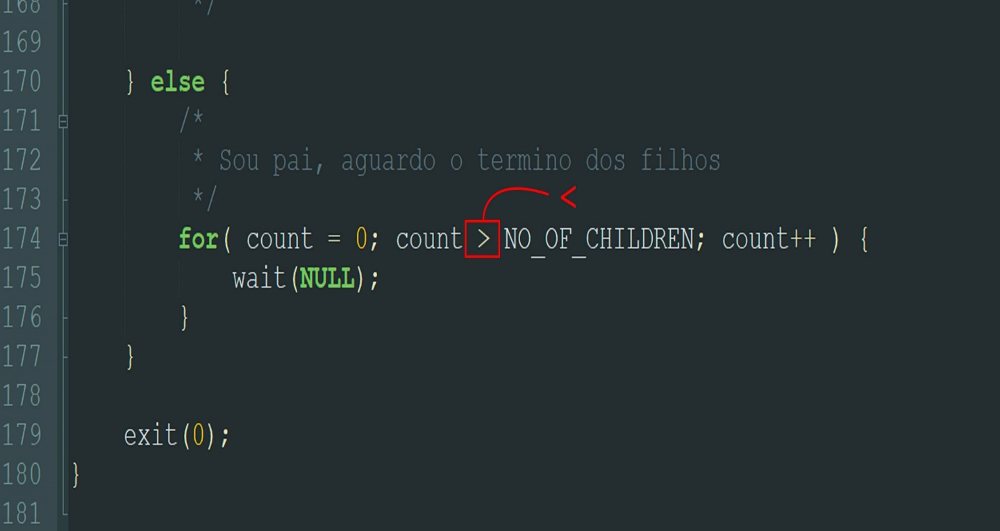 168 */
169
170 } else {
171 /*
172 * Sou pai, aguardo o termino dos filhos
173 */ <
174 for( count = 0; count > NO_OF_CHILDREN; count++ ) {
175 wait(NULL);
176 }
177 }
178
179 exit(0);
180 }
181